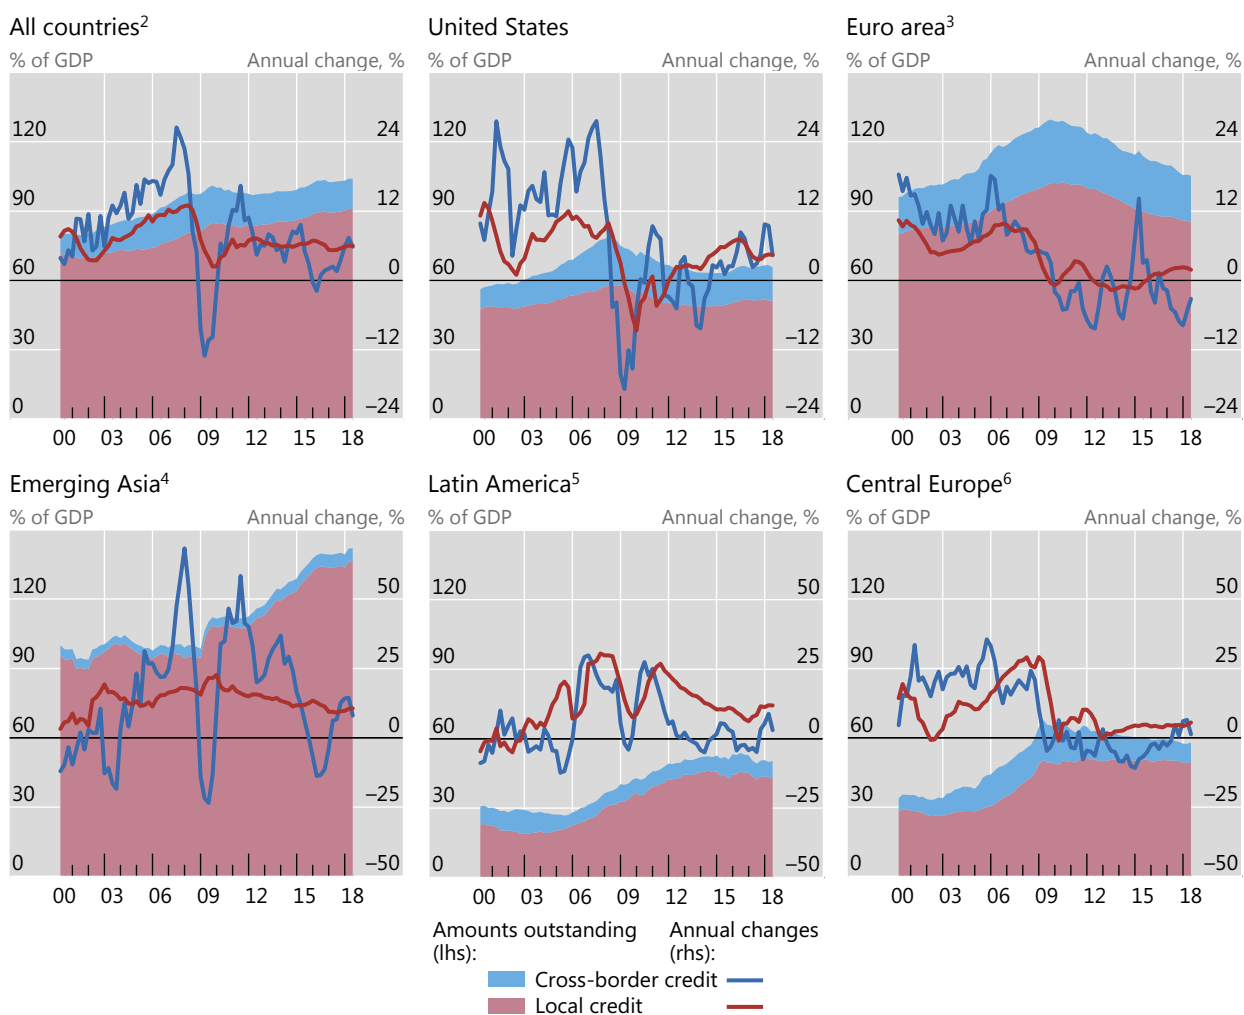 All countries² United States Euro area³
% of GDP Annual change, % % of GDP Annual change, % % of GDP Annual change, %
120 24 120 24 120 24
90 12 90 12 90 12
60 0 60 0 60 0
30 –12 30 –12 30 –12
0 –24 0 –24 0 –24
00 03 06 09 12 15 18 00 03 06 09 12 15 18 00 03 06 09 12 15 18
Emerging Asia⁴ Latin America⁵ Central Europe⁶
% of GDP Annual change, % % of GDP Annual change, % % of GDP Annual change, %
120 50 120 50 120 50
90 25 90 25 90 25
60 0 60 0 60 0
30 –25 30 –25 30 –25
0 –50 0 –50 0 –50
00 03 06 09 12 15 18 00 03 06 09 12 15 18 00 03 06 09 12 15 18
Amounts outstanding Annual changes
(lhs): (rhs):
Cross-border credit
Local credit